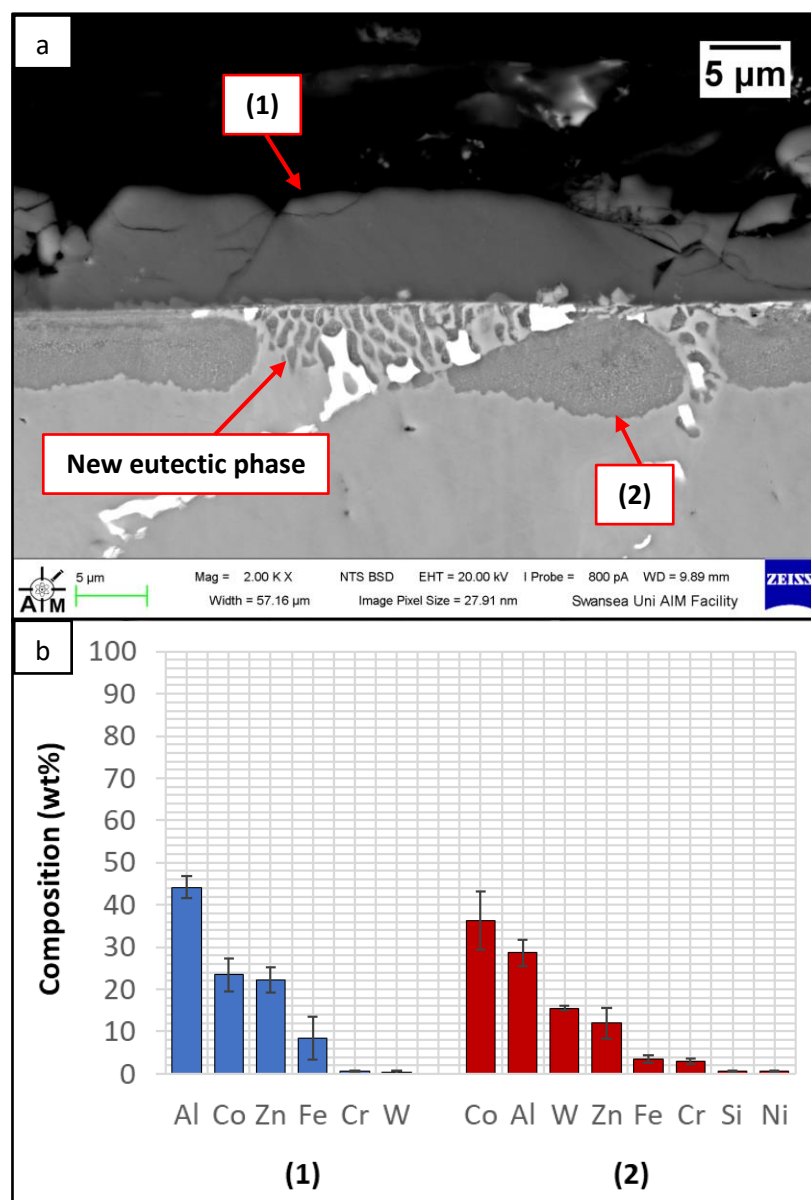 a
5 µm
(1)
New eutectic phase
(2)
AIM
5 µm
Mag = 2.00 K X NTS BSD EHT = 20.00 kV I Probe = 800 pA WD = 9.89 mm
Width = 57.16 µm Image Pixel Size = 27.91 nm Swansea Uni AIM Facility
ZEISS
b
Composition (wt%)
100
90
80
70
60
50
40
30
20
10
0
Al Co Zn Fe Cr W Co Al W Zn Fe Cr Si Ni
(1) (2)